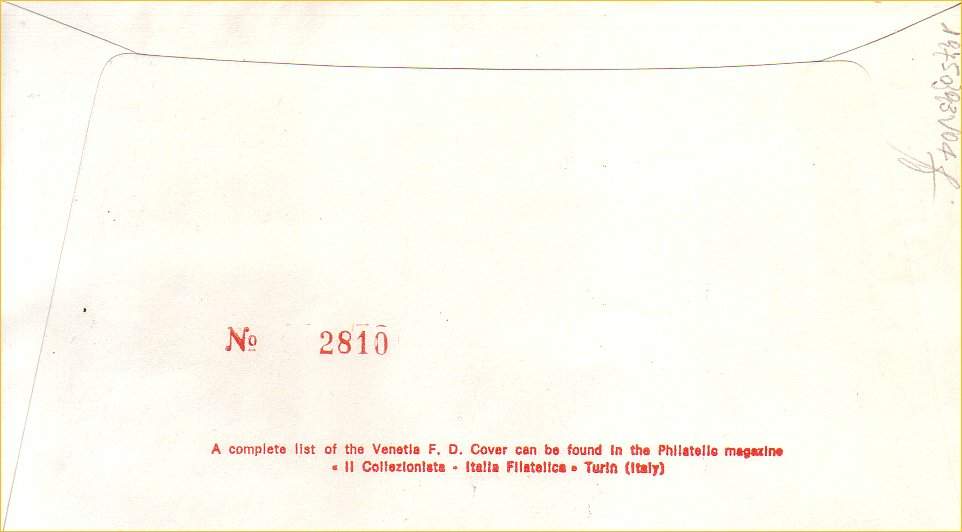 Nº 2810
A complete list of the Venetia F. D. Cover can be found in the Philatelic magazine
« Il Collezionista - Italia Filatelica » Turin (Italy)